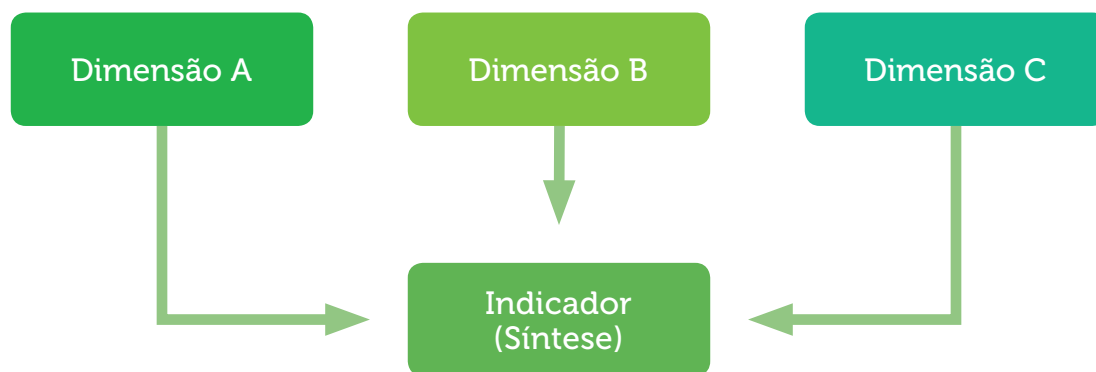 Dimensão A
Dimensão B
Dimensão C
Indicador
(Síntese)